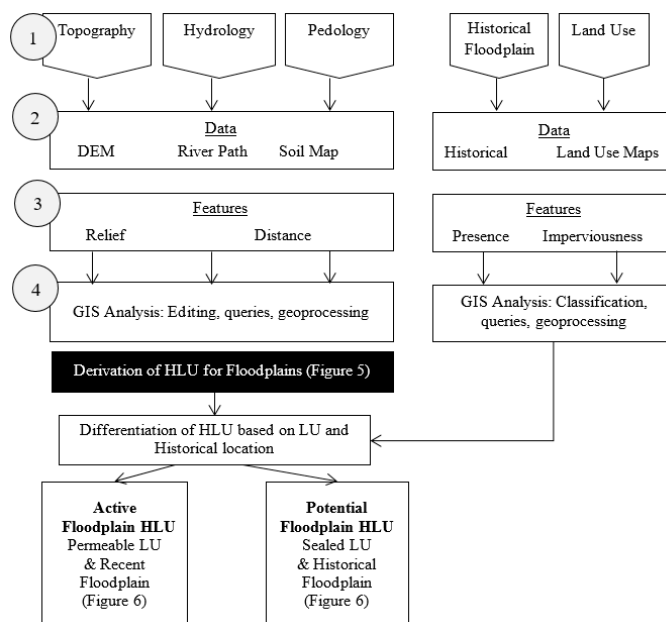 1
Topography
Hydrology
Pedology
Historical
Floodplain
Land Use
2
Data
DEM
River Path
Soil Map
Data
Historical
Land Use Maps
3
Features
Relief
Distance
Features
Presence
Imperviousness
4
GIS Analysis: Editing, queries, geoprocessing
GIS Analysis: Classification,
queries, geoprocessing
Derivation of HLU for Floodplains (Figure 5)
Differentiation of HLU based on LU and
Historical location
Active
Floodplain HLU
Permeable LU
& Recent
Floodplain
(Figure 6)
Potential
Floodplain HLU
Sealed LU
& Historical
Floodplain
(Figure 6)